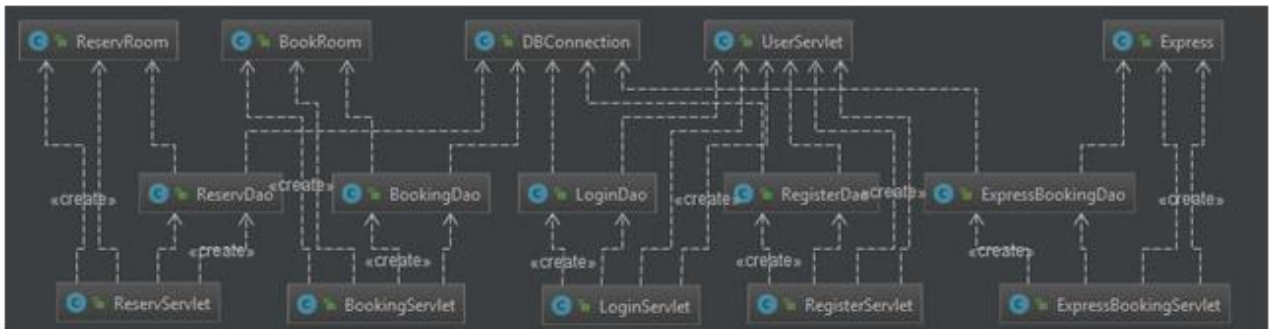 ReservRoom
BookRoom
DBConnection
UserServlet
Express
«create»
ReservDao
«create»
BookingDao
LoginDao
«create»
RegisterDao
«create»
ExpressBookingDao
«create»
«create»
«create»
«create»
«create»
«create»
ReservServlet
BookingServlet
LoginServlet
RegisterServlet
ExpressBookingServlet